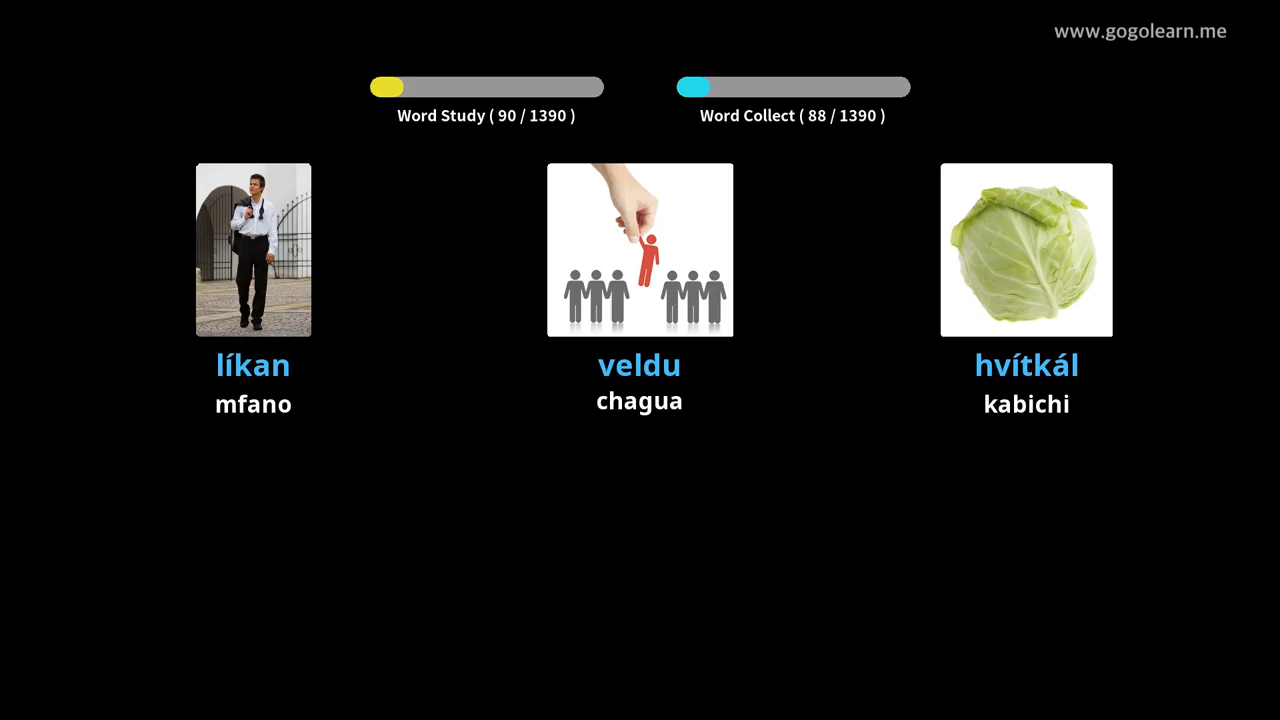 www.gogolearn.me
Word Study ( 90 / 1390 )
Word Collect ( 88 / 1390 )
líkan
veldu
hvítkál
mfano
chagua
kabichi